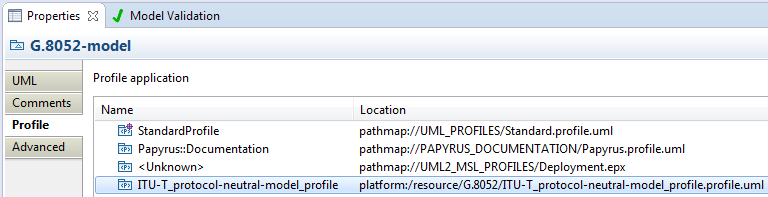 Properties Model Validation
G.8052-model
UML
Comments
Profile
Advanced
Profile application
Name Location
StandardProfile pathmap://UML_PROFILES/Standard.profile.uml
Papyrus::Documentation pathmap://PAPYRUS_DOCUMENTATION/Papyrus.profile.uml
<Unknown> pathmap://UML2_MSL_PROFILES/Deployment.epx
ITU-T_protocol-neutral-model_profile platform:/resource/G.8052/ITU-T_protocol-neutral-model_profile.profile.uml